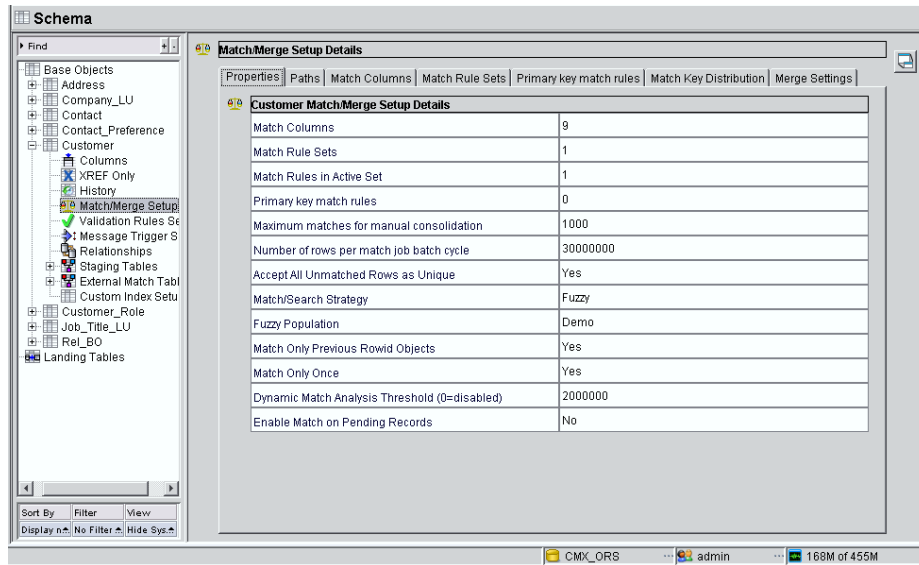 Schema
Find
+ -
Match/Merge Setup Details
Base Objects
Address
Company_LU
Contact
Contact_Preference
Customer
Columns
XREF Only
History
Match/Merge Setup
Validation Rules Se
Message Trigger S
Relationships
Staging Tables
External Match Tabl
Custom Index Setu
Customer_Role
Job_Title_LU
Rel_BO
Landing Tables
Sort By Filter View
Display n No Filter Hide Sys.
Properties Paths Match Columns Match Rule Sets Primary key match rules Match Key Distribution Merge Settings
Customer Match/Merge Setup Details
Match Columns 9
Match Rule Sets 1
Match Rules in Active Set 1
Primary key match rules 0
Maximum matches for manual consolidation 1000
Number of rows per match job batch cycle 30000000
Accept All Unmatched Rows as Unique Yes
Match/Search Strategy Fuzzy
Fuzzy Population Demo
Match Only Previous Rowid Objects Yes
Match Only Once Yes
Dynamic Match Analysis Threshold (0=disabled) 2000000
Enable Match on Pending Records No
CMX_ORS ... admin ... 168M of 455M